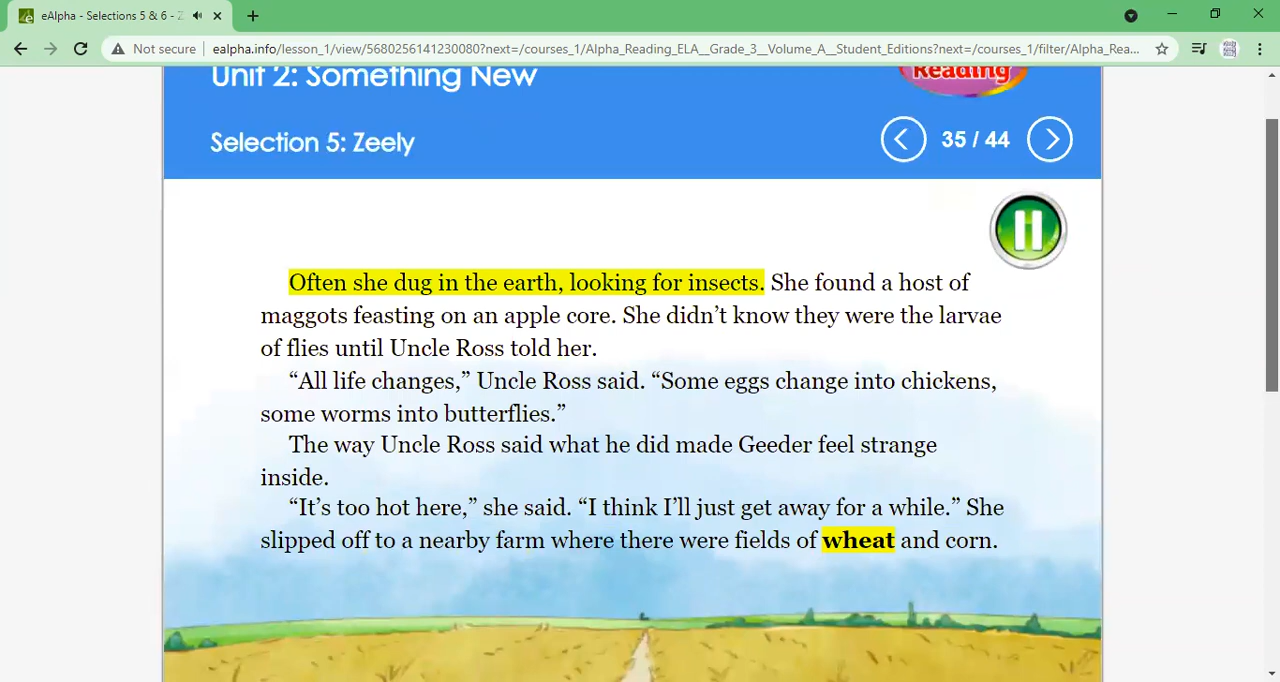 eAlpha - Selections 5 & 6 - Z
Not secure
ealpha.info/lesson_1/view/5680256141230080?next=/courses_1/Alpha_Reading_ELA__Grade_3__Volume_A__Student_Editions?next=/courses_1/filter/Alpha_Rea...
Unit 2: Something New
Reading
Selection 5: Zeely
35 / 44
Often she dug in the earth, looking for insects. She found a host of
maggots feasting on an apple core. She didn’t know they were the larvae
of flies until Uncle Ross told her.
“All life changes,” Uncle Ross said. “Some eggs change into chickens,
some worms into butterflies.”
The way Uncle Ross said what he did made Geeder feel strange
inside.
“It’s too hot here,” she said. “I think I’ll just get away for a while.” She
slipped off to a nearby farm where there were fields of wheat and corn.